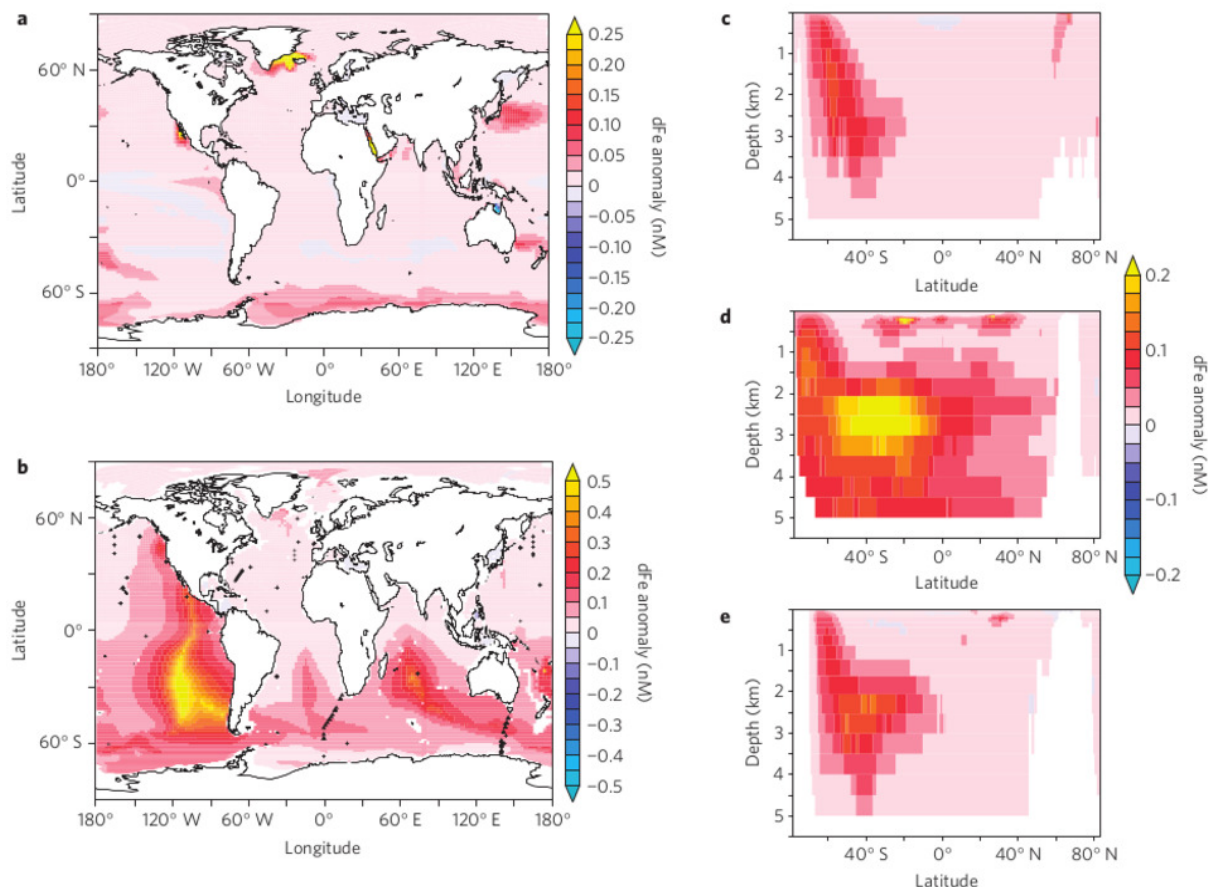 a
60° N
0°
60° S
Latitude
180° 120° W 60° W 0° 60° E 120° E 180°
Longitude
0.25
0.20
0.15
0.10
0.05
0
−0.05
−0.10
−0.15
−0.20
−0.25
dFe anomaly (nM)
b
60° N
0°
60° S
Latitude
180° 120° W 60° W 0° 60° E 120° E 180°
Longitude
0.5
0.4
0.3
0.2
0.1
0
−0.1
−0.2
−0.3
−0.4
−0.5
dFe anomaly (nM)
c
1
2
3
4
5
Depth (km)
40° S 0° 40° N 80° N
Latitude
d
1
2
3
4
5
Depth (km)
40° S 0° 40° N 80° N
Latitude
0.2
0.1
0
−0.1
−0.2
dFe anomaly (nM)
e
1
2
3
4
5
Depth (km)
40° S 0° 40° N 80° N
Latitude